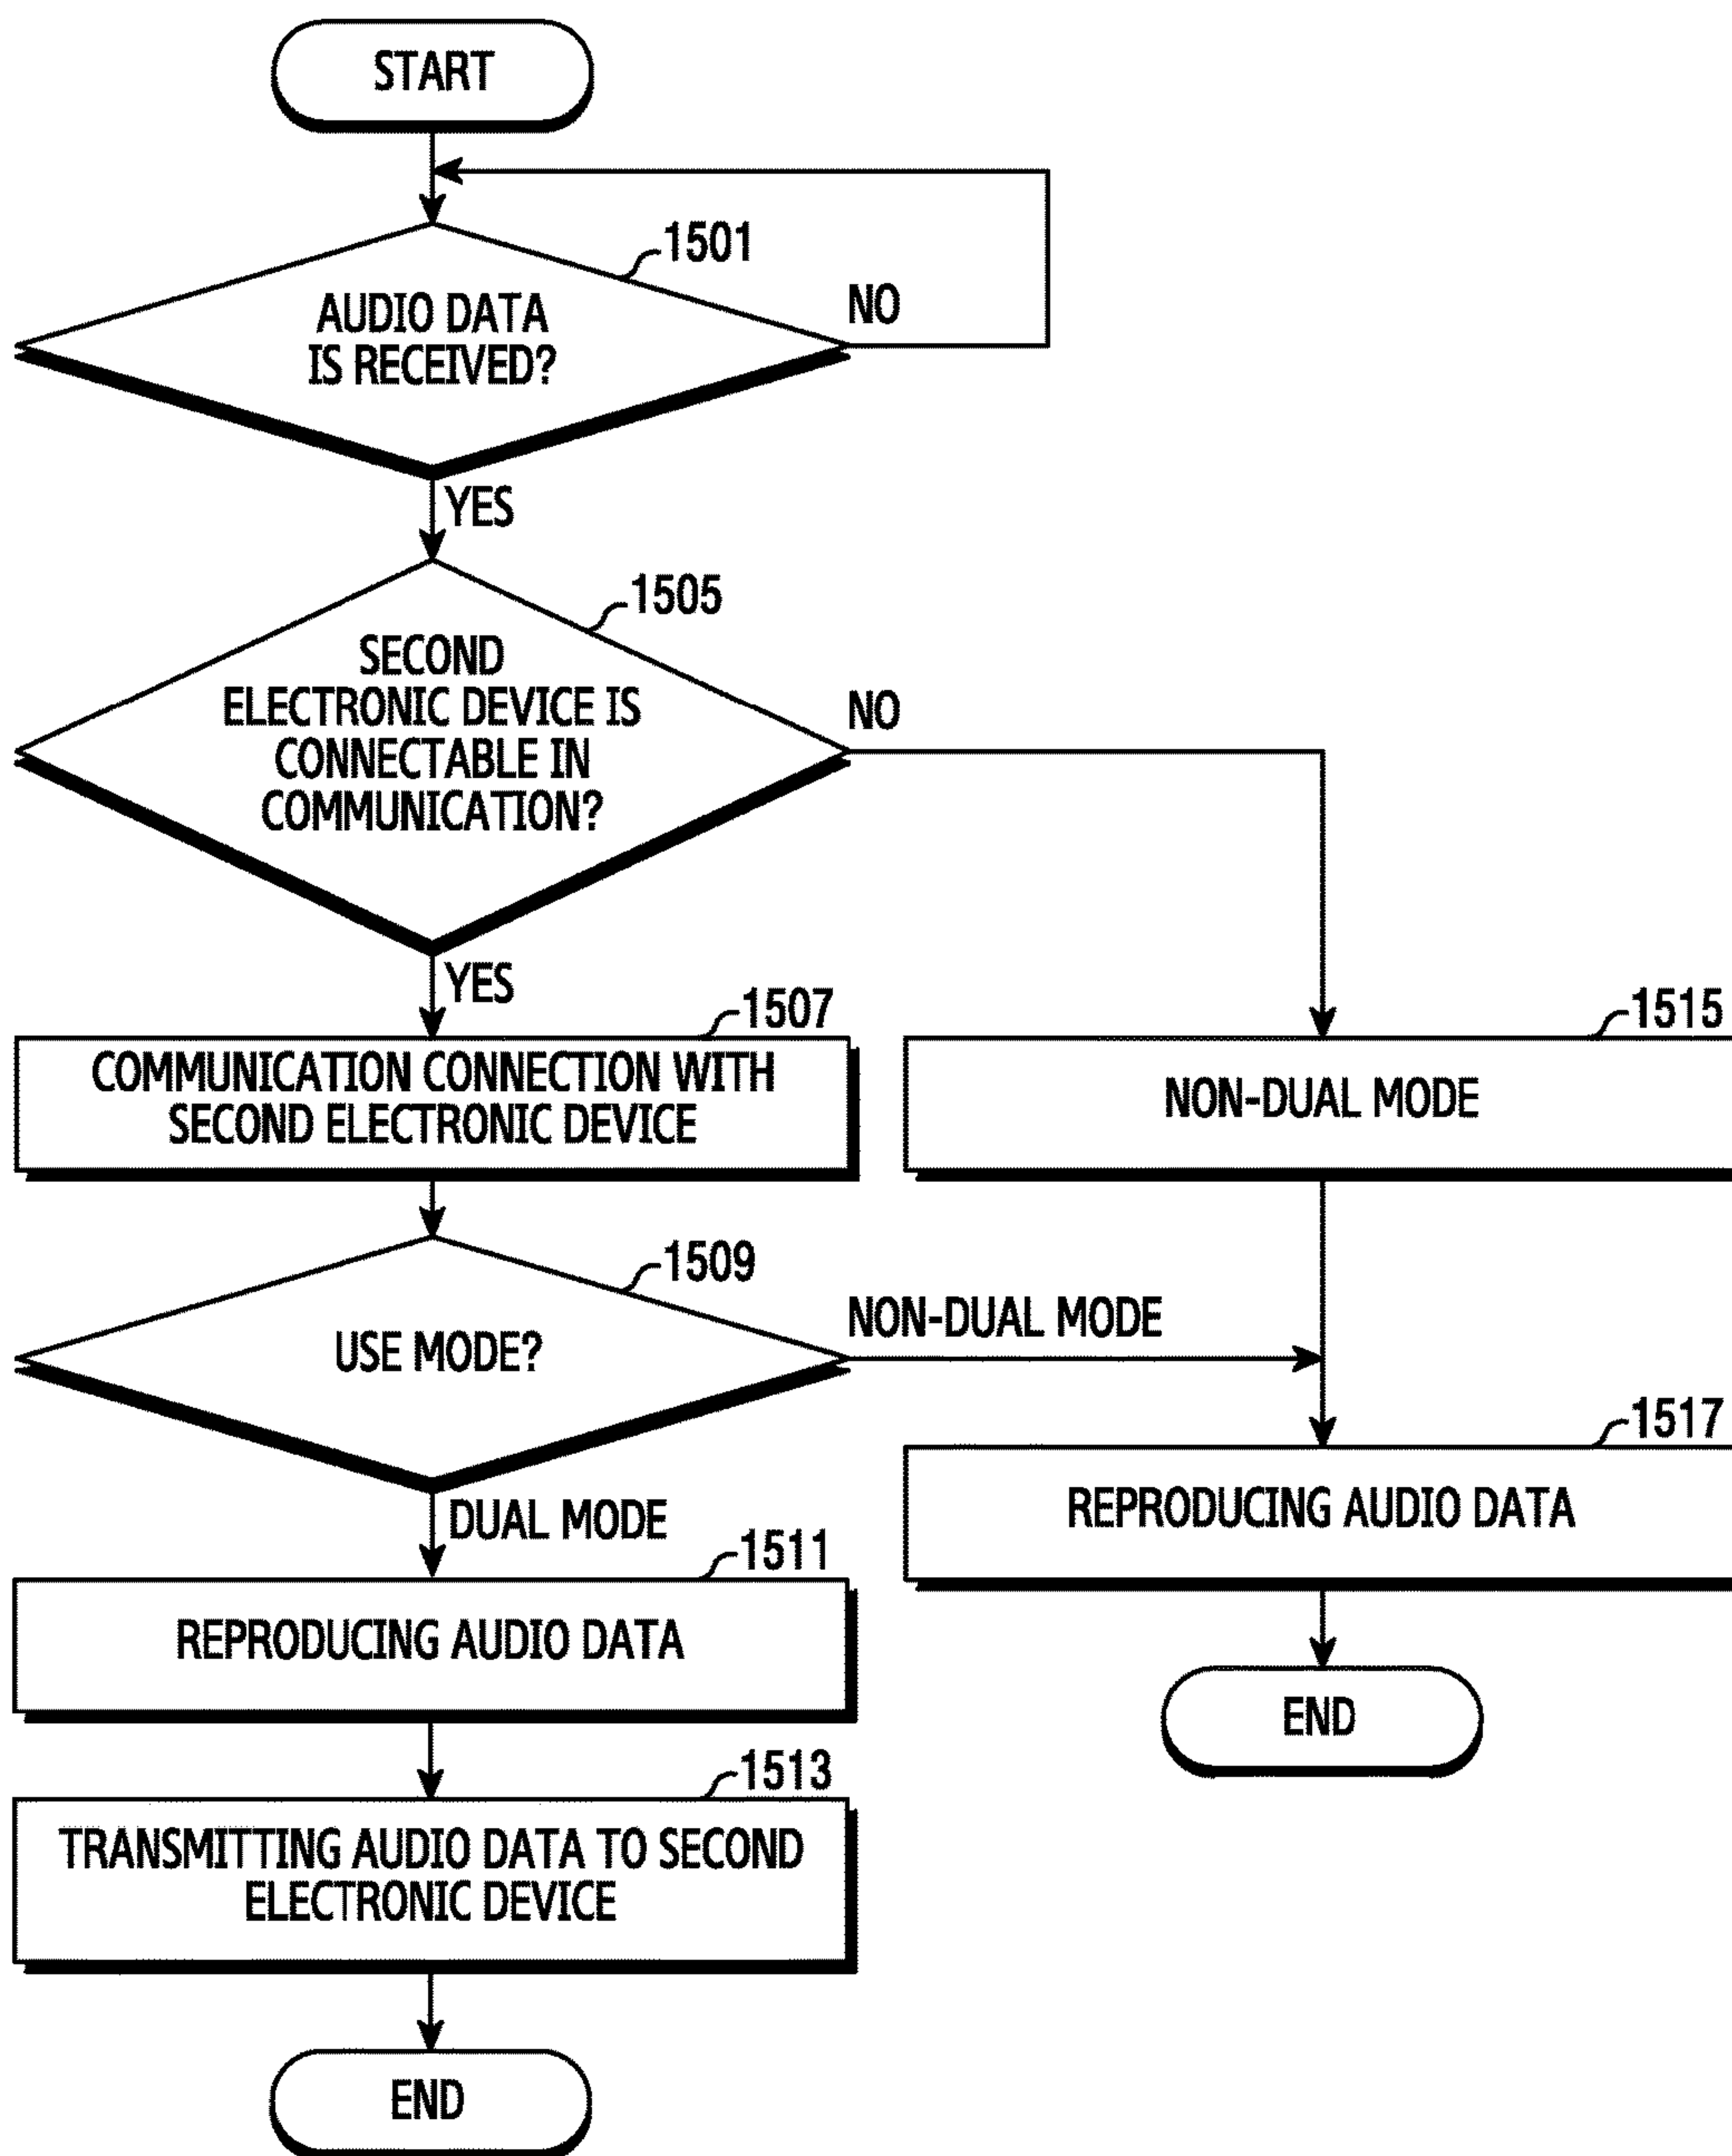 START
1501
AUDIO DATA
IS RECEIVED?
NO
YES
1505
SECOND
ELECTRONIC DEVICE IS
CONNECTABLE IN
COMMUNICATION?
NO
YES
1507
COMMUNICATION CONNECTION WITH
SECOND ELECTRONIC DEVICE
1515
NON-DUAL MODE
1509
USE MODE?
NON-DUAL MODE
DUAL MODE
1517
REPRODUCING AUDIO DATA
1511
REPRODUCING AUDIO DATA
END
1513
TRANSMITTING AUDIO DATA TO SECOND
ELECTRONIC DEVICE
END